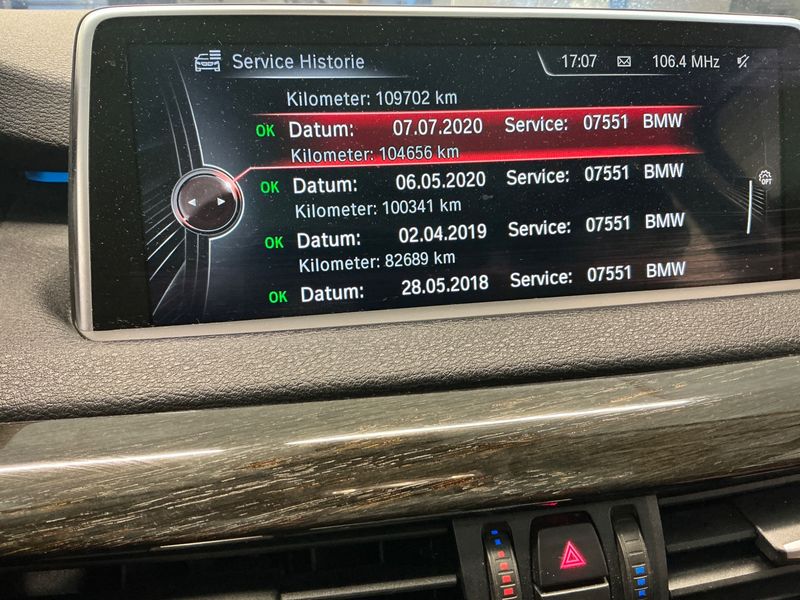 Service Historie
17:07
106.4 MHz
Kilometer: 109702 km
OK Datum: 07.07.2020 Service: 07551 BMW
Kilometer: 104656 km
OK Datum: 06.05.2020 Service: 07551 BMW
Kilometer: 100341 km
OK Datum: 02.04.2019 Service: 07551 BMW
Kilometer: 82689 km
OK Datum: 28.05.2018 Service: 07551 BMW
OPT